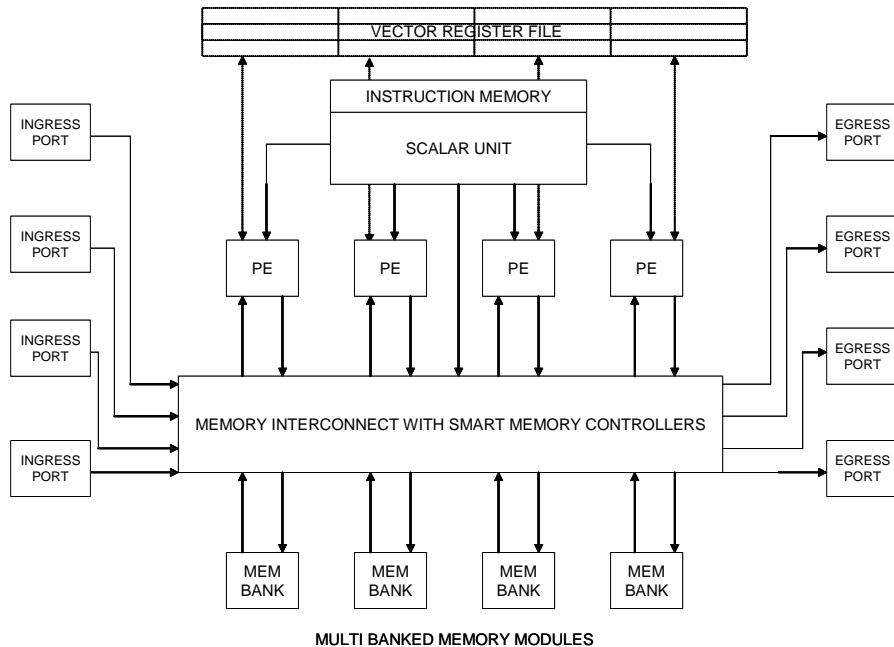 VECTOR REGISTER FILE
INSTRUCTION MEMORY
SCALAR UNIT
INGRESS
PORT
INGRESS
PORT
INGRESS
PORT
INGRESS
PORT
EGRESS
PORT
EGRESS
PORT
EGRESS
PORT
EGRESS
PORT
PE
PE
PE
PE
MEMORY INTERCONNECT WITH SMART MEMORY CONTROLLERS
MEM
BANK
MEM
BANK
MEM
BANK
MEM
BANK
MULTI BANKED MEMORY MODULES